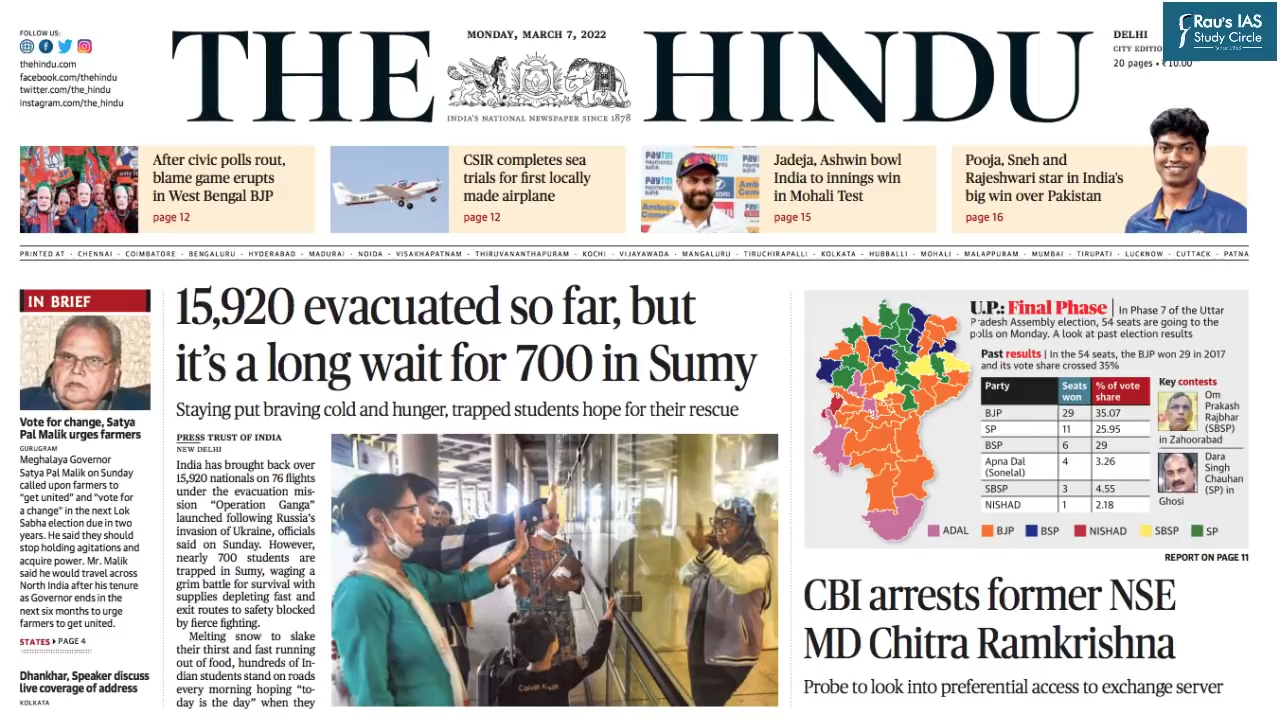 FOLLOW US:
thehindu.com
facebook.com/thehindu
twitter.com/the_hindu
instagram.com/the_hindu
MONDAY, MARCH 7, 2022
THE HINDU
INDIA'S NATIONAL NEWSPAPER SINCE 1878
DELHI
CITY EDITIO
20 pages • ₹10.00
Rau's IAS
Study Circle
Since 1953
After civic polls rout,
blame game erupts
in West Bengal BJP
page 12
CSIR completes sea
trials for first locally
made airplane
page 12
Jadeja, Ashwin bowl
India to innings win
in Mohali Test
page 15
Pooja, Sneh and
Rajeshwari star in India's
big win over Pakistan
page 16
PRINTED AT • CHENNAI • COIMBATORE • BENGALURU • HYDERABAD • MADURAI • NOIDA • VISAKHAPATNAM • THIRUVANANTHAPURAM • KOCHI • VIJAYAWADA • MANGALURU • TIRUCHIRAPALLI • KOLKATA • HUBBALLI • MOHALI • MALAPPURAM • MUMBAI • TIRUPATI • LUCKNOW • CUTTACK • PATNA
IN BRIEF
Vote for change, Satya
Pal Malik urges farmers
GURUGRAM
Meghalaya Governor
Satya Pal Malik on Sunday
called upon farmers to
"get united" and "vote for
a change" in the next Lok
Sabha election due in two
years. He said they should
stop holding agitations and
acquire power. Mr. Malik
said he would travel across
North India after his tenure
as Governor ends in the
next six months to urge
farmers to get united.
STATES PAGE 4
Dhankhar, Speaker discuss
live coverage of address
KOLKATA
15,920 evacuated so far, but
it's a long wait for 700 in Sumy
Staying put braving cold and hunger, trapped students hope for their rescue
PRESS TRUST OF INDIA
NEW DELHI
India has brought back over
15,920 nationals on 76 flights
under the evacuation mis-
sion "Operation Ganga"
launched following Russia's
invasion of Ukraine, officials
said on Sunday. However,
nearly 700 students are
trapped in Sumy, waging a
grim battle for survival with
supplies depleting fast and
exit routes to safety blocked
by fierce fighting.
Melting snow to slake
their thirst and fast running
out of food, hundreds of In-
dian students stand on roads
every morning hoping "to-
day is the day" when they
Calvin Klein
U.P.: Final Phase | In Phase 7 of the Uttar
Pradesh Assembly election, 54 seats are going to the
polls on Monday. A look at past election results
Past results | In the 54 seats, the BJP won 29 in 2017
and its vote share crossed 35%
Party Seats won % of vote share
BJP 29 35.07
SP 11 25.95
BSP 6 29
Apna Dal (Sonelal) 4 3.26
SBSP 3 4.55
NISHAD 1 2.18
Key contests
Om
Prakash
Rajbhar
(SBSP)
in Zahoorabad
Dara
Singh
Chauhan
(SP) in
Ghosi
ADAL BJP BSP NISHAD SBSP SP
REPORT ON PAGE 11
CBI arrests former NSE
MD Chitra Ramkrishna
Probe to look into preferential access to exchange server